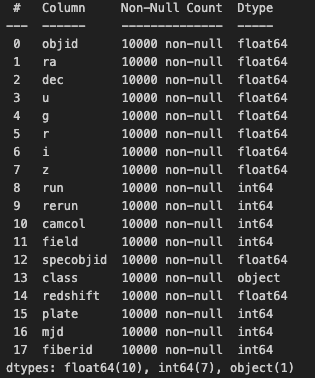 #   Column     Non-Null Count  Dtype
---  ------     --------------  -----
 0   objid      10000 non-null  float64
 1   ra         10000 non-null  float64
 2   dec        10000 non-null  float64
 3   u          10000 non-null  float64
 4   g          10000 non-null  float64
 5   r          10000 non-null  float64
 6   i          10000 non-null  float64
 7   z          10000 non-null  float64
 8   run        10000 non-null  int64
 9   rerun      10000 non-null  int64
 10  camcol     10000 non-null  int64
 11  field      10000 non-null  int64
 12  specobjid  10000 non-null  float64
 13  class      10000 non-null  object
 14  redshift   10000 non-null  float64
 15  plate      10000 non-null  int64
 16  mjd        10000 non-null  int64
 17  fiberid    10000 non-null  int64
dtypes: float64(10), int64(7), object(1)